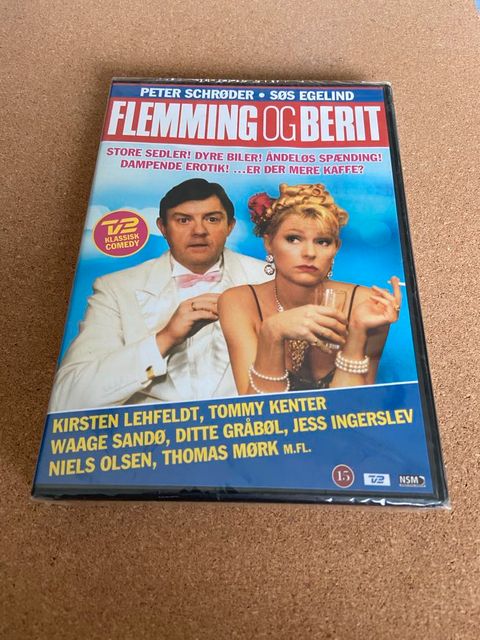 PETER SCHRØDER • SØS EGELIND
FLEMMING OG BERIT
STORE SEDLER! DYRE BILER! ÅNDELØS SPÆNDING!
DAMPENDE EROTIK! ...ER DER MERE KAFFE?
TV2
KLASSISK
COMEDY
KIRSTEN LEHFELDT, TOMMY KENTER
WAAGE SANDØ, DITTE GRÅBØL, JESS INGERSLEV
NIELS OLSEN, THOMAS MØRK M.FL.
15 TV2 NSM